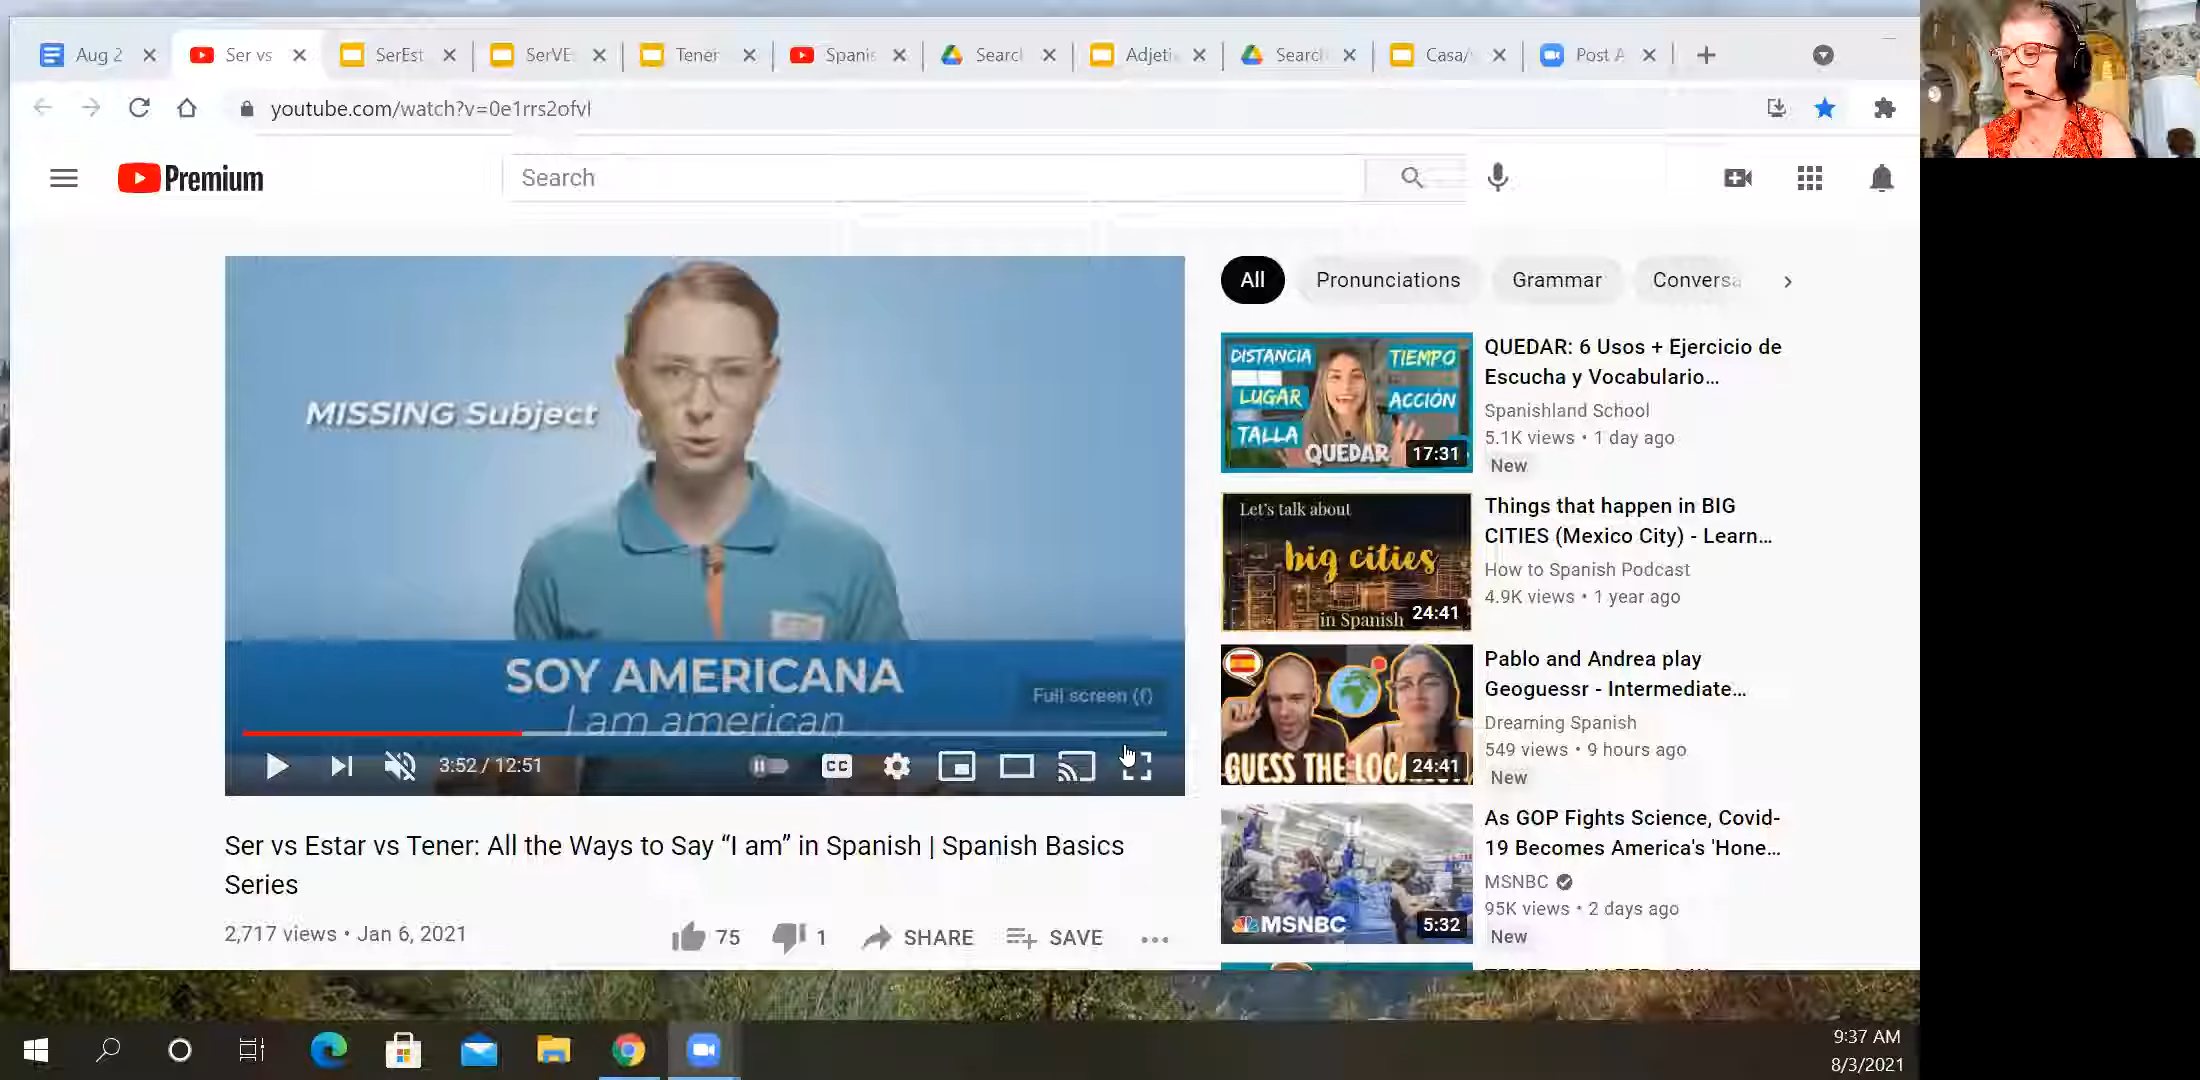 Aug 2
Ser vs
SerEst
SerVE
Tener
Spanis
Search
Adjeti
Search
Casa/
Post A
youtube.com/watch?v=0e1rrs2ofvI
Premium
Search
MISSING Subject
SOY AMERICANA
I am american
Full screen (f)
3:52 / 12:51
CC
Ser vs Estar vs Tener: All the Ways to Say “I am” in Spanish | Spanish Basics
Series
2,717 views • Jan 6, 2021
75
1
SHARE
SAVE
All
Pronunciations
Grammar
Conversa
DISTANCIA
TIEMPO
LUGAR
ACCIÓN
TALLA
QUEDAR
17:31
QUEDAR: 6 Usos + Ejercicio de
Escucha y Vocabulario...
Spanishland School
5.1K views • 1 day ago
New
Let's talk about
big cities
in Spanish
24:41
Things that happen in BIG
CITIES (Mexico City) - Learn...
How to Spanish Podcast
4.9K views • 1 year ago
GUESS THE LOCA
24:41
Pablo and Andrea play
Geoguessr - Intermediate...
Dreaming Spanish
549 views • 9 hours ago
New
MSNBC
5:32
As GOP Fights Science, Covid-
19 Becomes America's 'Hone...
MSNBC
95K views • 2 days ago
New
9:37 AM
8/3/2021